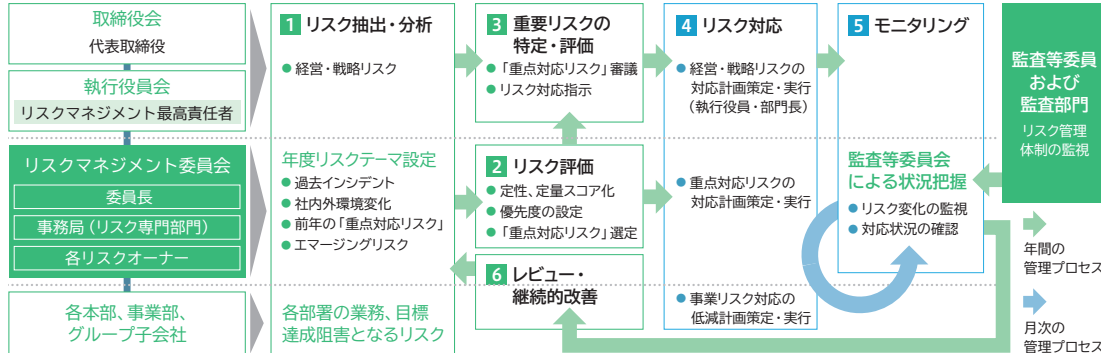 取締役会
代表取締役
執行役員会
リスクマネジメント最高責任者
リスクマネジメント委員会
委員長
事務局（リスク専門部門）
各リスクオーナー
各本部、事業部、
グループ子会社
1 リスク抽出・分析
● 経営・戦略リスク
年度リスクテーマ設定
● 過去インシデント
● 社内外環境変化
● 前年の「重点対応リスク」
● エマージングリスク
各部署の業務、目標
達成阻害となるリスク
3 重要リスクの
特定・評価
● 「重点対応リスク」審議
● リスク対応指示
2 リスク評価
● 定性、定量スコア化
● 優先度の設定
● 「重点対応リスク」選定
6 レビュー・
継続的改善
4 リスク対応
● 経営・戦略リスクの
対応計画策定・実行
（執行役員・部門長）
● 重点対応リスクの
対応計画策定・実行
● 事業リスク対応の
低減計画策定・実行
5 モニタリング
監査等委員会
による状況把握
● リスク変化の監視
● 対応状況の確認
監査等委員
および
監査部門
リスク管理
体制の監視
年間の
管理プロセス
月次の
管理プロセス